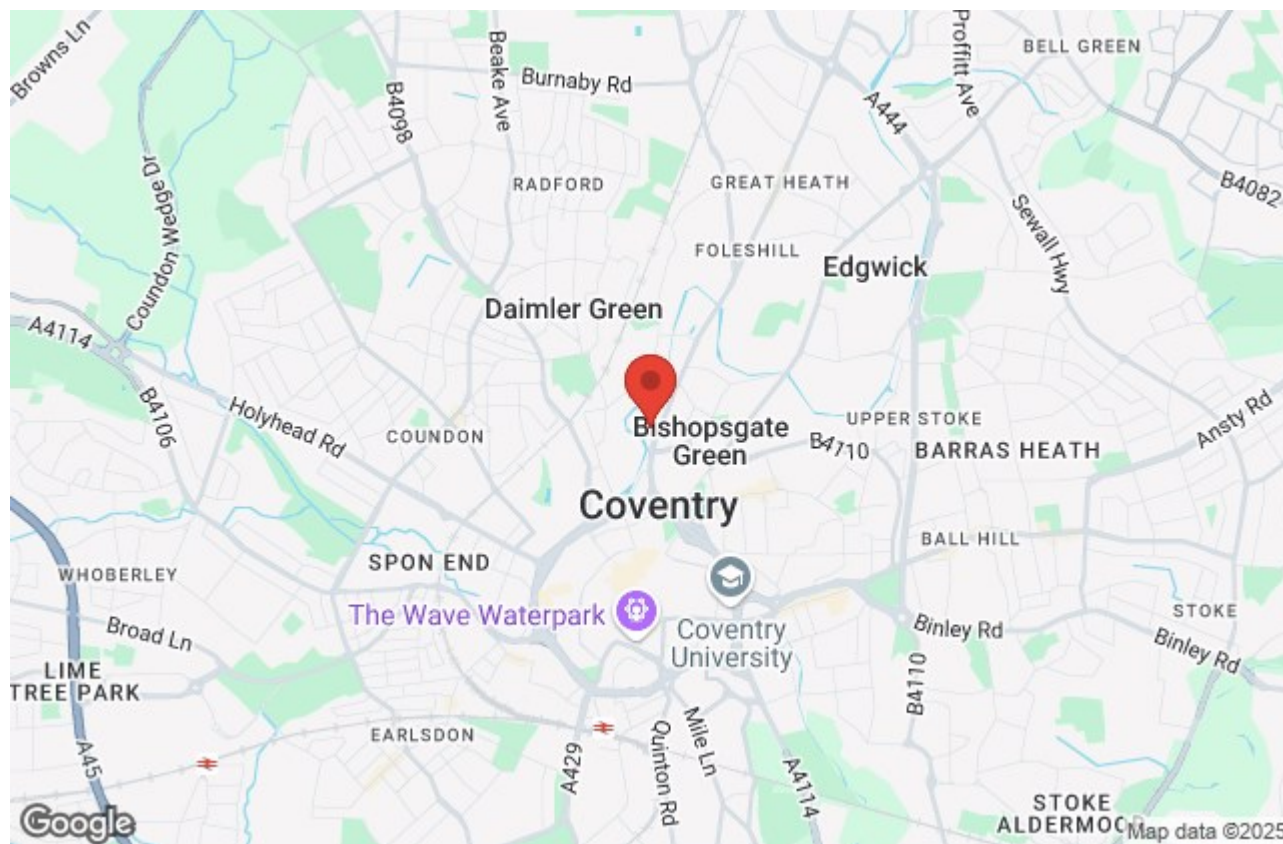 Browns Ln
Beake Ave
Burnaby Rd
B4098
Proffitt Ave
BELL GREEN
A444
Coundon Wedge Dr
RADFORD
GREAT HEATH
B4082
Sewall Hwy
FOLESHILL
Edgwick
Daimler Green
A4114
B4106
Holyhead Rd
COUNDON
Bishopsgate
Green
UPPER STOKE
B4110
BARRAS HEATH
Ansty Rd
Coventry
BALL HILL
SPON END
WHOBERLEY
The Wave Waterpark
STOKE
Broad Ln
Coventry
University
Binley Rd
Binley Rd
LIME
TREE PARK
B4110
EARLSDON
Mile Ln
Quinton Rd
A45
A429
A4114
STOKE
ALDERMOO
Google
Map data ©2025